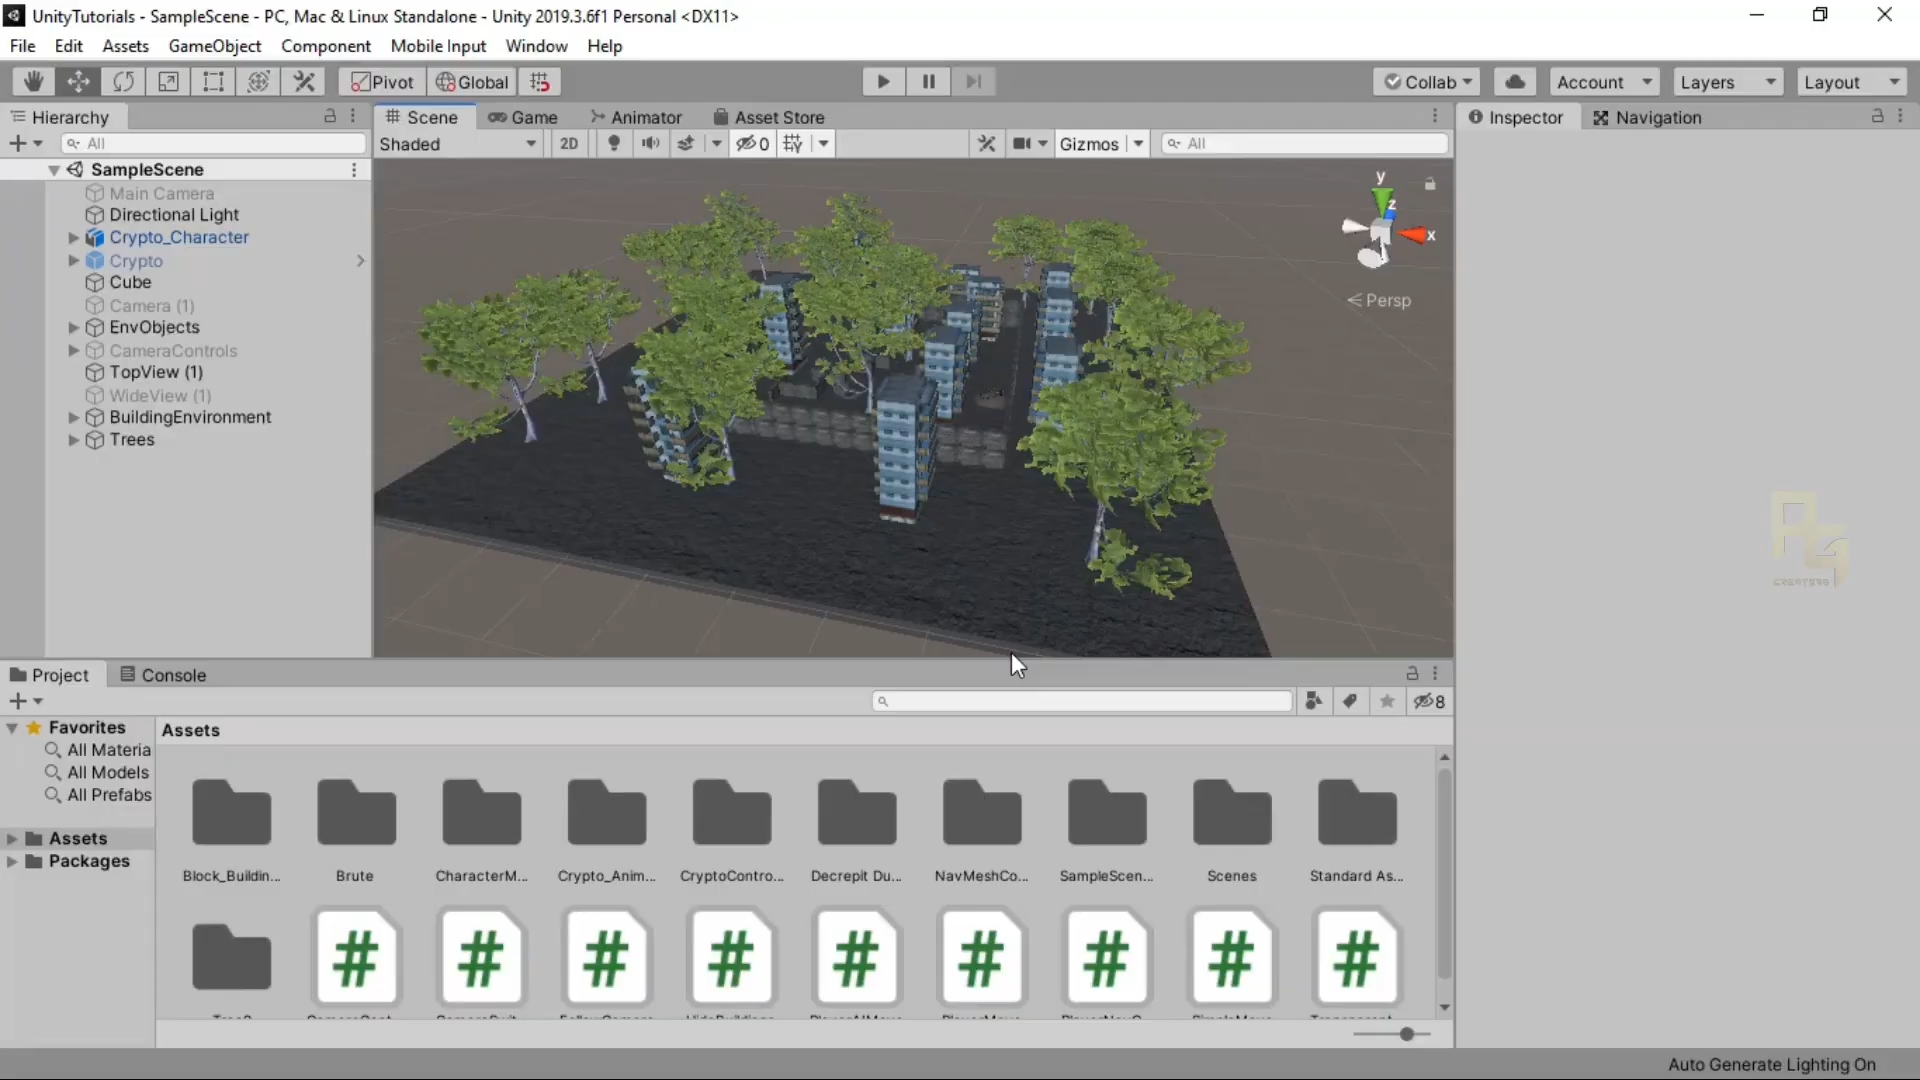 UnityTutorials - SampleScene - PC, Mac & Linux Standalone - Unity 2019.3.6f1 Personal <DX11>
File Edit Assets GameObject Component Mobile Input Window Help
Pivot Global Collab Account Layers Layout
Hierarchy Scene Game Animator Asset Store Inspector Navigation
All Shaded 2D 0 Gizmos All
SampleScene
Main Camera
Directional Light
Crypto_Character
Crypto
Cube
Camera (1)
EnvObjects
CameraControls
TopView (1)
WideView (1)
BuildingEnvironment
Trees
y
z
x
Persp
Project Console
8
Favorites
All Materia
All Models
All Prefabs
Assets
Packages
Assets
Block_Buildin... Brute CharacterM... Crypto_Anim... CryptoContro... Decrepit Du... NavMeshCo... SampleScen... Scenes Standard As...
Auto Generate Lighting On